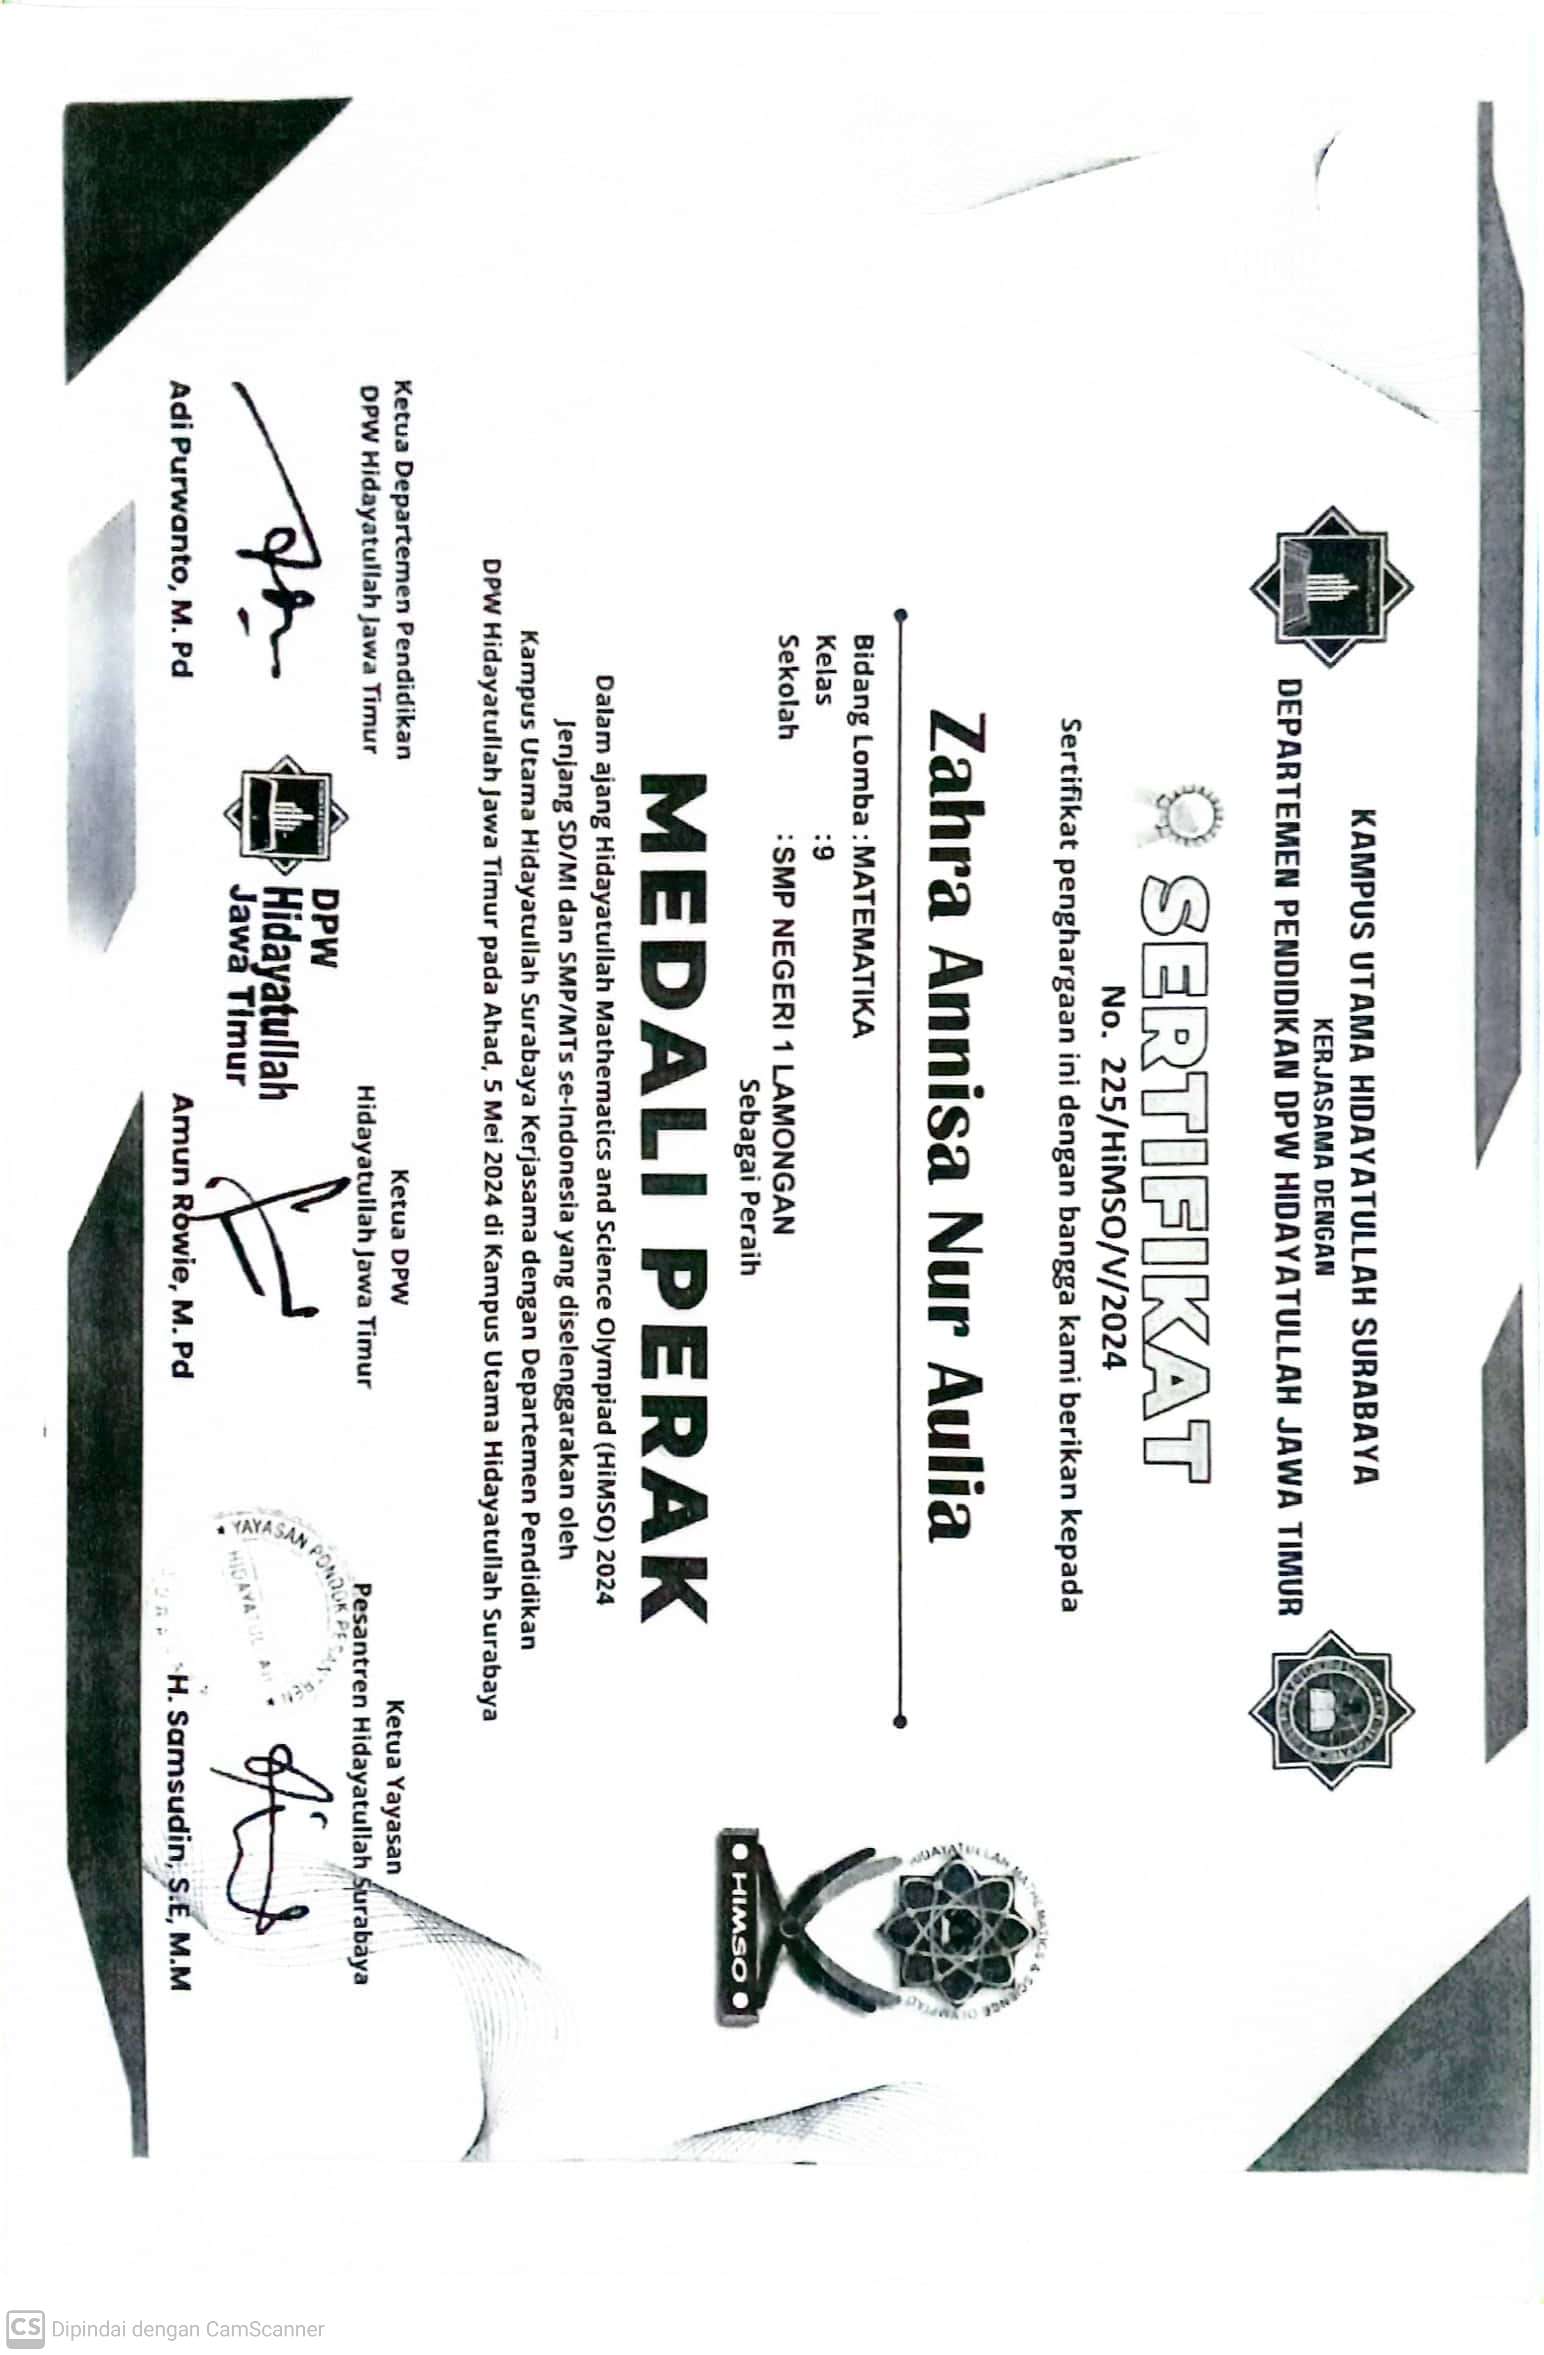 KAMPUS UTAMA HIDAYATULLAH SURABAYA
KERJASAMA DENGAN
DEPARTEMEN PENDIDIKAN DPW HIDAYATULLAH JAWA TIMUR
SERTIFIKAT
No. 225/HiMSO/V/2024
Sertifikat penghargaan ini dengan bangga kami berikan kepada
Zahra Annisa Nur Aulia
Bidang Lomba : MATEMATIKA
Kelas : 9
Sekolah : SMP NEGERI 1 LAMONGAN
Sebagai Peraih
MEDALI PERAK
Dalam ajang Hidayatullah Mathematics and Science Olympiad (HiMSO) 2024
Jenjang SD/MI dan SMP/MTs se-Indonesia yang diselenggarakan oleh
Kampus Utama Hidayatullah Surabaya Kerjasama dengan Departemen Pendidikan
DPW Hidayatullah Jawa Timur pada Ahad, 5 Mei 2024 di Kampus Utama Hidayatullah Surabaya
HIDAYATULLAH MATHEMATICS & SCIENCE OLYMPIAD
HIMSO
Ketua Departemen Pendidikan
DPW Hidayatullah Jawa Timur
Adi Purwanto, M. Pd
DPW
Hidayatullah
Jawa Timur
Ketua DPW
Hidayatullah Jawa Timur
Amun Rowie, M. Pd
Ketua Yayasan
Pesantren Hidayatullah Surabaya
YAYASAN PONDOK
H. Samsudin, S.E, M.M
CS Dipindai dengan CamScanner